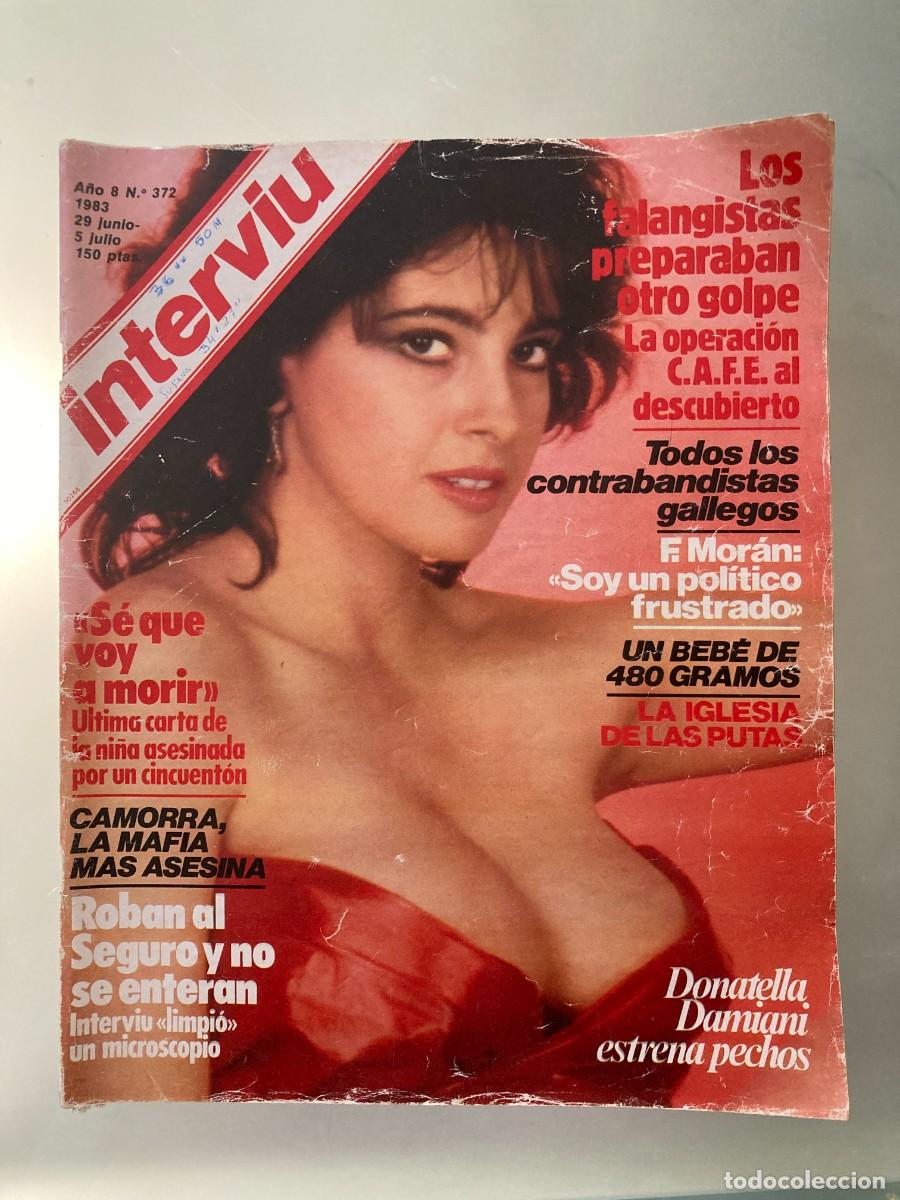 Año 8 N.º 372
1983
29 junio-
5 julio
150 ptas.
interviu
Los
falangistas
preparaban
otro golpe
La operación
C.A.F.E. al
descubierto
Todos los
contrabandistas
gallegos
F. Morán:
«Soy un político
frustrado»
UN BEBÉ DE
480 GRAMOS
LA IGLESIA
DE LAS PUTAS
«Sé que
voy
a morir»
Ultima carta de
la niña asesinada
por un cincuentón
CAMORRA,
LA MAFIA
MAS ASESINA
Roban al
Seguro y no
se enteran
Interviu «limpió»
un microscopio
Donatella
Damiani
estrena pechos
todocoleccion